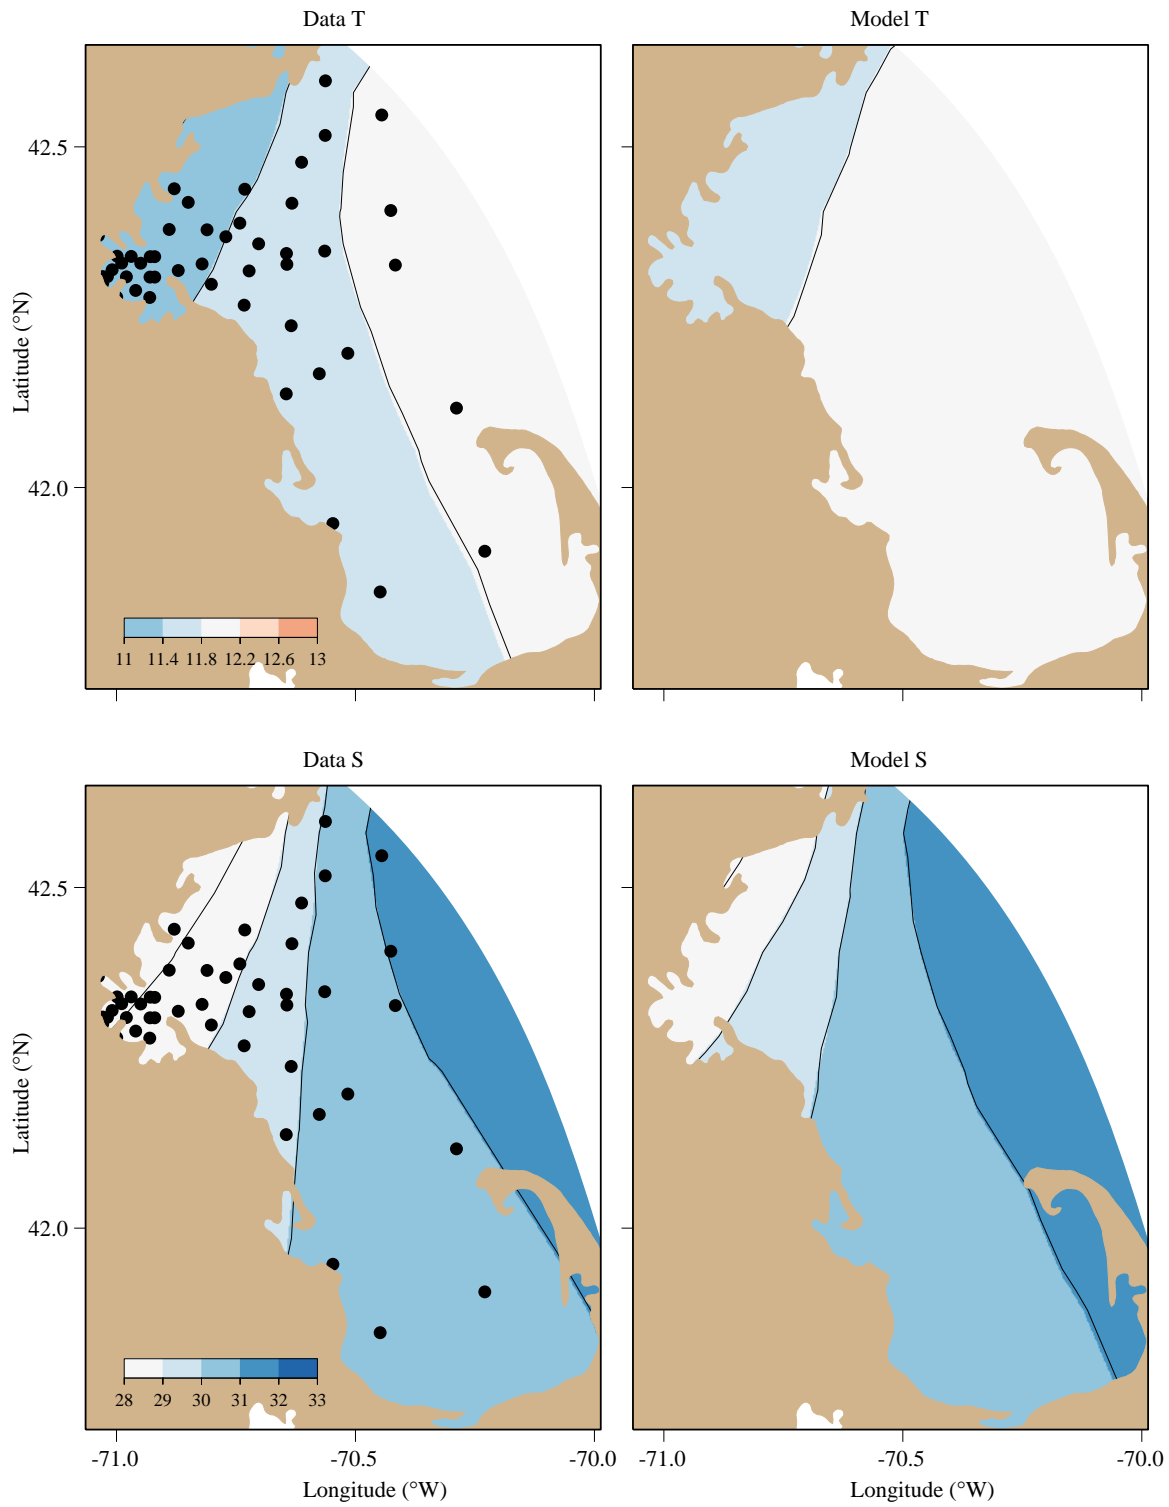 Data T
Model T
42.5
42.0
Latitude (°N)
11 11.4 11.8 12.2 12.6 13
Data S
Model S
42.5
42.0
Latitude (°N)
28 29 30 31 32 33
-71.0 -70.5 -70.0
-71.0 -70.5 -70.0
Longitude (°W)
Longitude (°W)